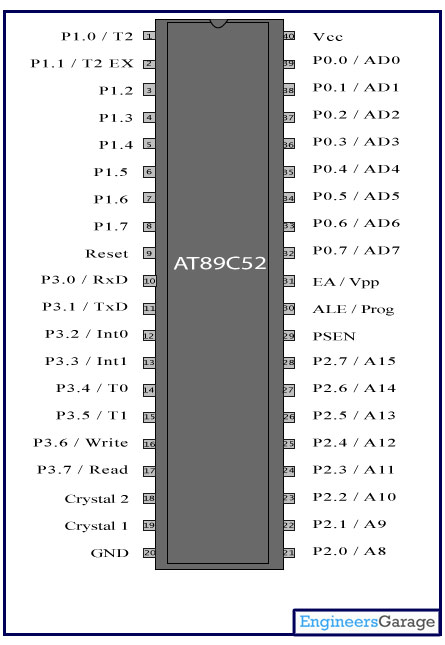 P1.0 / T2 1 40 Vcc
P1.1 / T2 EX 2 39 P0.0 / AD0
P1.2 3 38 P0.1 / AD1
P1.3 4 37 P0.2 / AD2
P1.4 5 36 P0.3 / AD3
P1.5 6 35 P0.4 / AD4
P1.6 7 34 P0.5 / AD5
P1.7 8 33 P0.6 / AD6
Reset 9 32 P0.7 / AD7
AT89C52
P3.0 / RxD 10 31 EA / Vpp
P3.1 / TxD 11 30 ALE / Prog
P3.2 / Int0 12 29 PSEN
P3.3 / Int1 13 28 P2.7 / A15
P3.4 / T0 14 27 P2.6 / A14
P3.5 / T1 15 26 P2.5 / A13
P3.6 / Write 16 25 P2.4 / A12
P3.7 / Read 17 24 P2.3 / A11
Crystal 2 18 23 P2.2 / A10
Crystal 1 19 22 P2.1 / A9
GND 20 21 P2.0 / A8
EngineersGarage